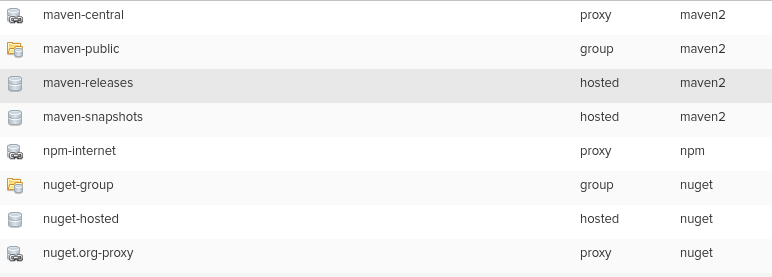 maven-central proxy maven2
maven-public group maven2
maven-releases hosted maven2
maven-snapshots hosted maven2
npm-internet proxy npm
nuget-group group nuget
nuget-hosted hosted nuget
nuget.org-proxy proxy nuget